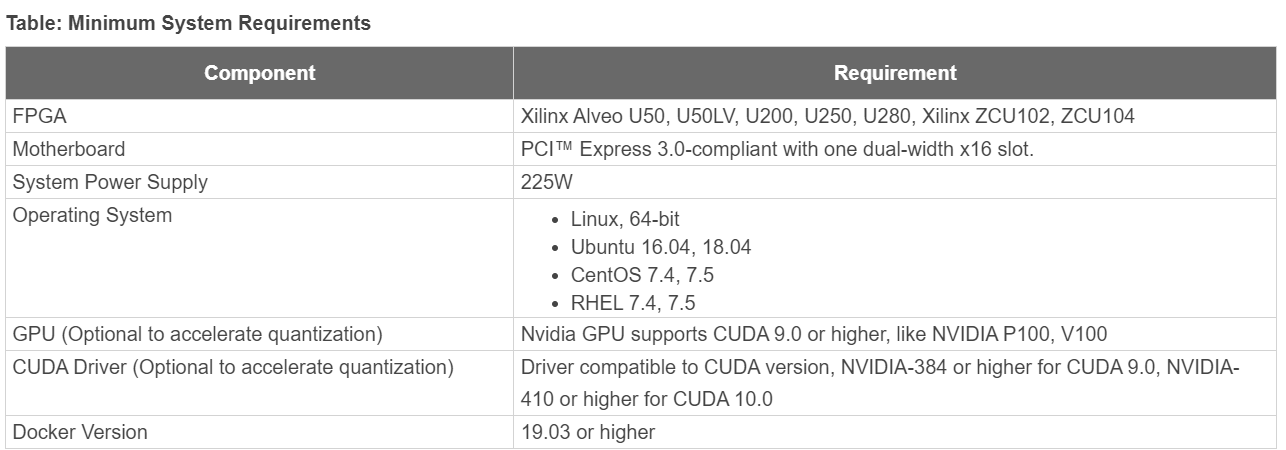 Table: Minimum System Requirements
Component Requirement
FPGA Xilinx Alveo U50, U50LV, U200, U250, U280, Xilinx ZCU102, ZCU104
Motherboard PCI™ Express 3.0-compliant with one dual-width x16 slot.
System Power Supply 225W
Operating System
• Linux, 64-bit
• Ubuntu 16.04, 18.04
• CentOS 7.4, 7.5
• RHEL 7.4, 7.5
GPU (Optional to accelerate quantization) Nvidia GPU supports CUDA 9.0 or higher, like NVIDIA P100, V100
CUDA Driver (Optional to accelerate quantization) Driver compatible to CUDA version, NVIDIA-384 or higher for CUDA 9.0, NVIDIA-
410 or higher for CUDA 10.0
Docker Version 19.03 or higher